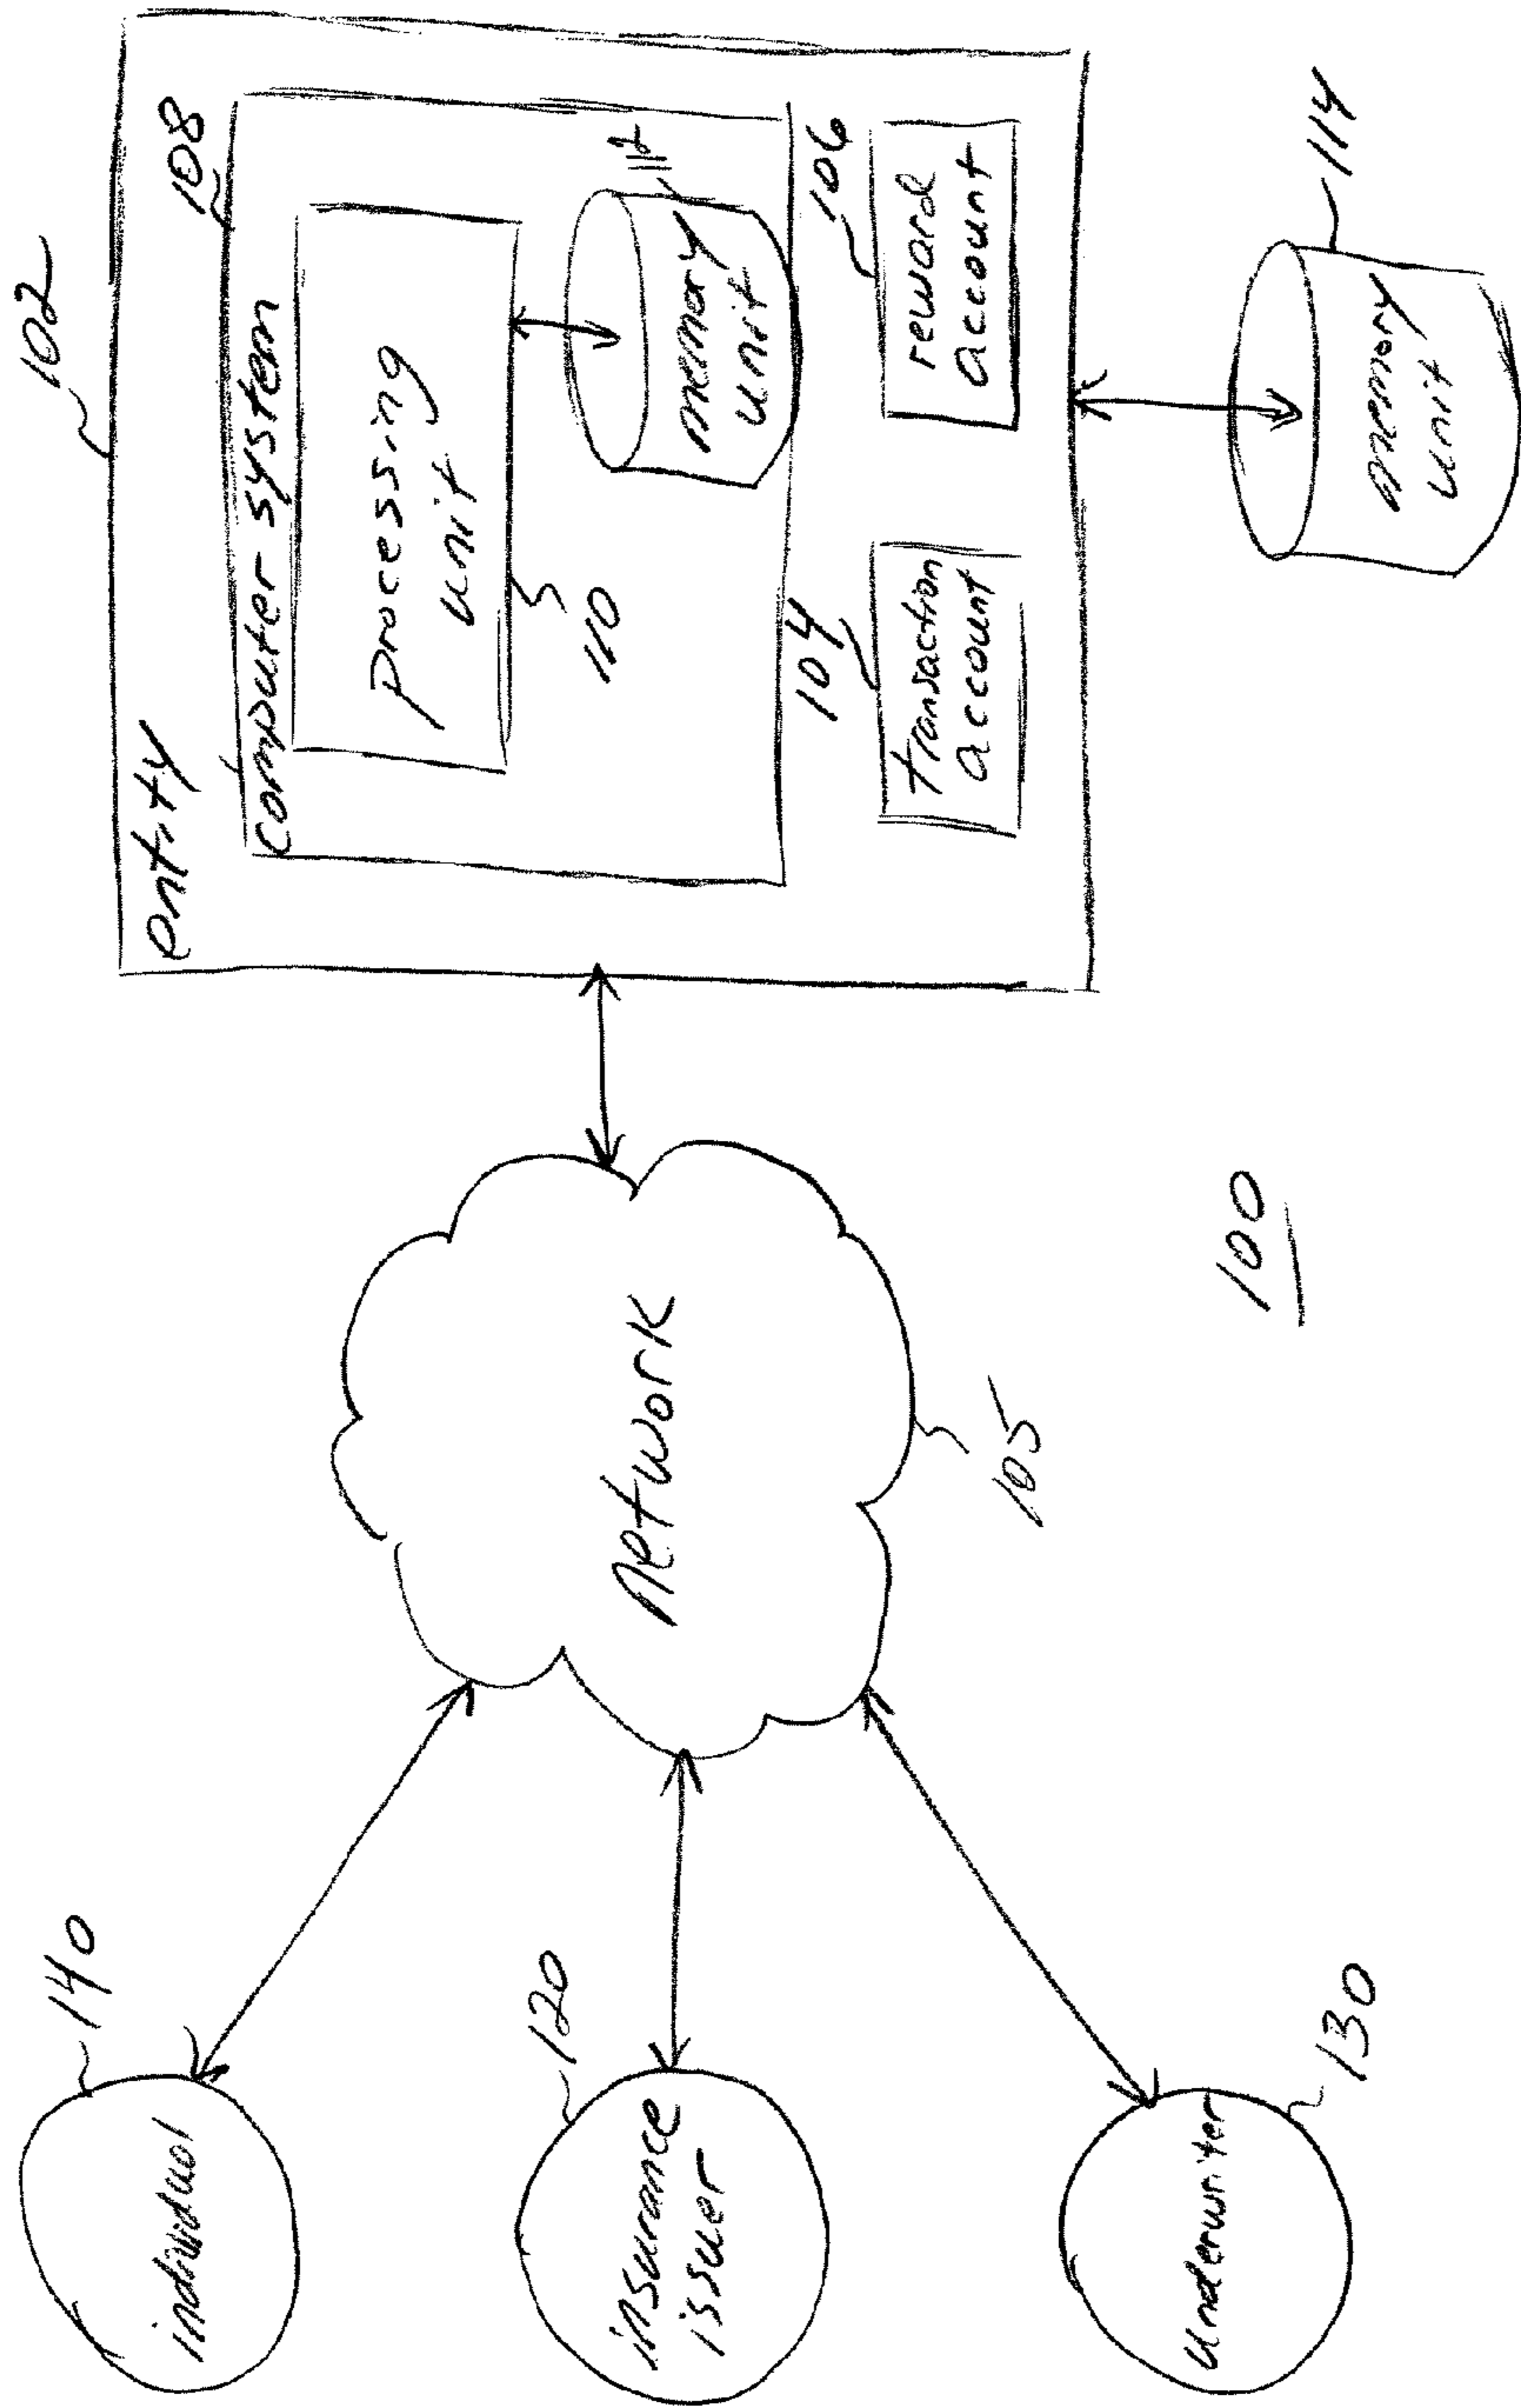 102
entity
108
computer system
processing
unit
110
112
memory
unit
104
transaction
account
106
reward
account
memory
unit
114
network
105
140
individual
120
insurance
issuer
underwriter
130
100